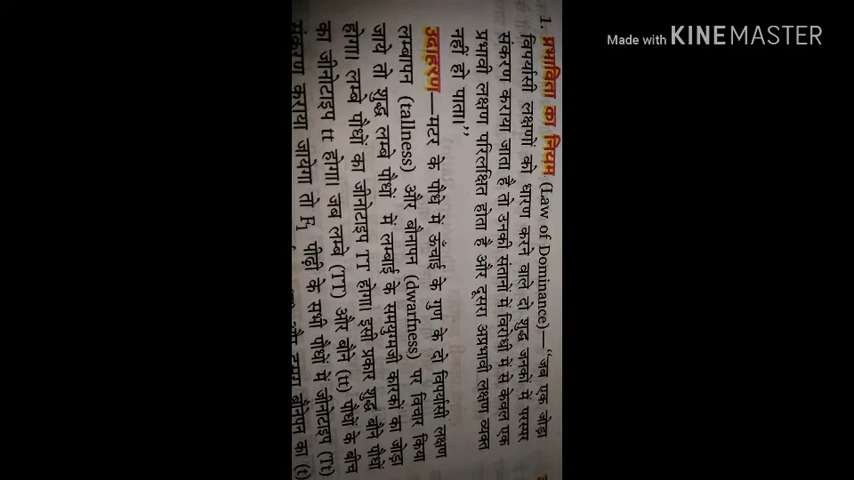 Made with KINEMASTER
1. प्रभाविता का नियम (Law of Dominance)—“जब एक जोड़ा
विपर्यासी लक्षणों को धारण करने वाले दो शुद्ध जनकों में परस्पर
संकरण कराया जाता है तो उनकी संतानों में विरोधी में से केवल एक
प्रभावी लक्षण परिलक्षित होता है और दूसरा अप्रभावी लक्षण व्यक्त
नहीं हो पाता।”
उदाहरण—मटर के पौधे में ऊँचाई के गुण के दो विपर्यासी लक्षण
लम्बापन (tallness) और बौनापन (dwarfness) पर विचार किया
जाये तो शुद्ध लम्बे पौधों में लम्बाई के समयुग्मजी कारकों का जोड़ा
होगा। लम्बे पौधों का जीनोटाइप TT होगा। इसी प्रकार शुद्ध बौने पौधों
का जीनोटाइप tt होगा। जब लम्बे (TT) और बौने (tt) पौधों के बीच
संकरण कराया जायेगा तो F₁ पीढ़ी के सभी पौधों में जीनोटाइप (Tt)
और दूसरा बौनेपन का (t)